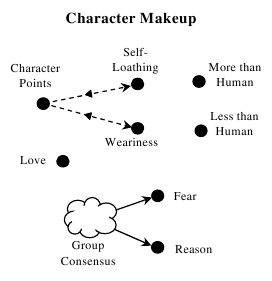 Character Makeup
Self-
Loathing
Character
Points
More than
Human
Less than
Human
Weariness
Love
Fear
Group
Consensus
Reason